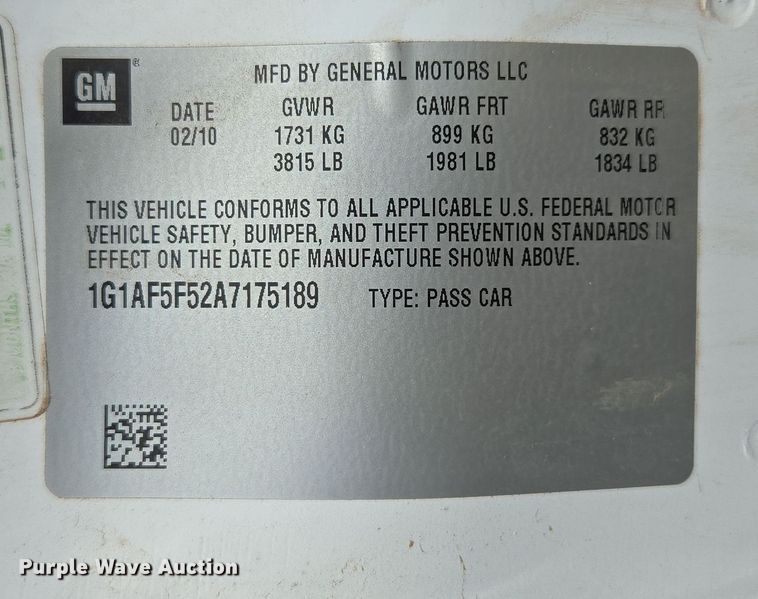 GM ®
MFD BY GENERAL MOTORS LLC
DATE GVWR GAWR FRT GAWR RR
02/10 1731 KG 899 KG 832 KG
3815 LB 1981 LB 1834 LB
THIS VEHICLE CONFORMS TO ALL APPLICABLE U.S. FEDERAL MOTOR
VEHICLE SAFETY, BUMPER, AND THEFT PREVENTION STANDARDS IN
EFFECT ON THE DATE OF MANUFACTURE SHOWN ABOVE.
1G1AF5F52A7175189 TYPE: PASS CAR
Purple Wave Auction